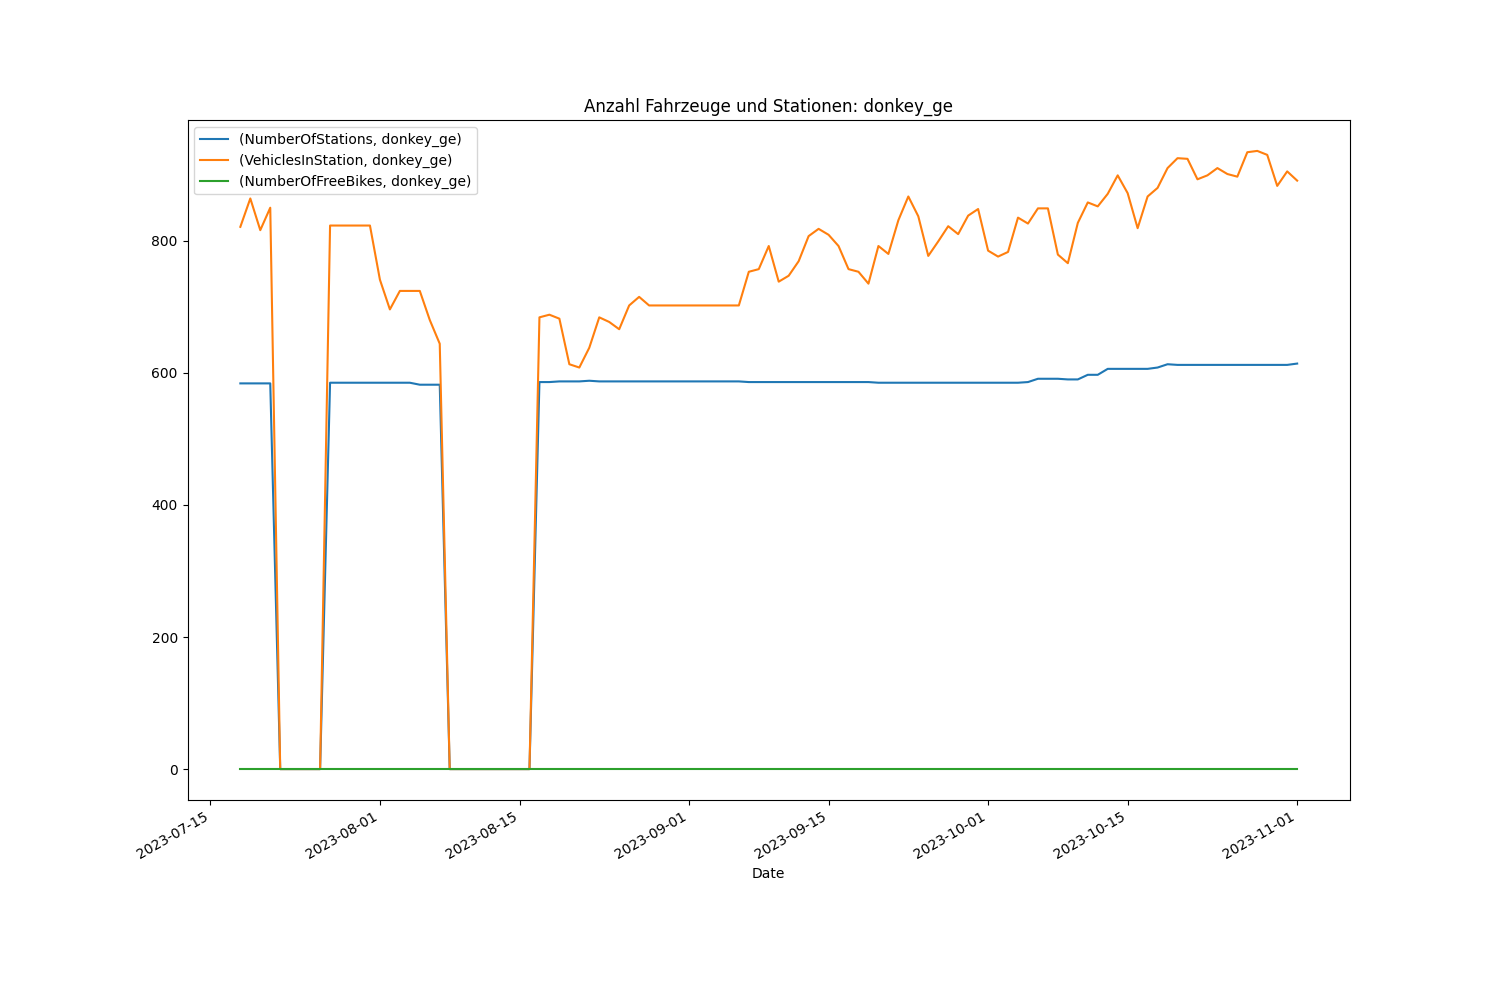 Anzahl Fahrzeuge und Stationen: donkey_ge
(NumberOfStations, donkey_ge)
(VehiclesInStation, donkey_ge)
(NumberOfFreeBikes, donkey_ge)
800
600
400
200
0
2023-07-15
2023-08-01
2023-08-15
2023-09-01
2023-09-15
2023-10-01
2023-10-15
2023-11-01
Date